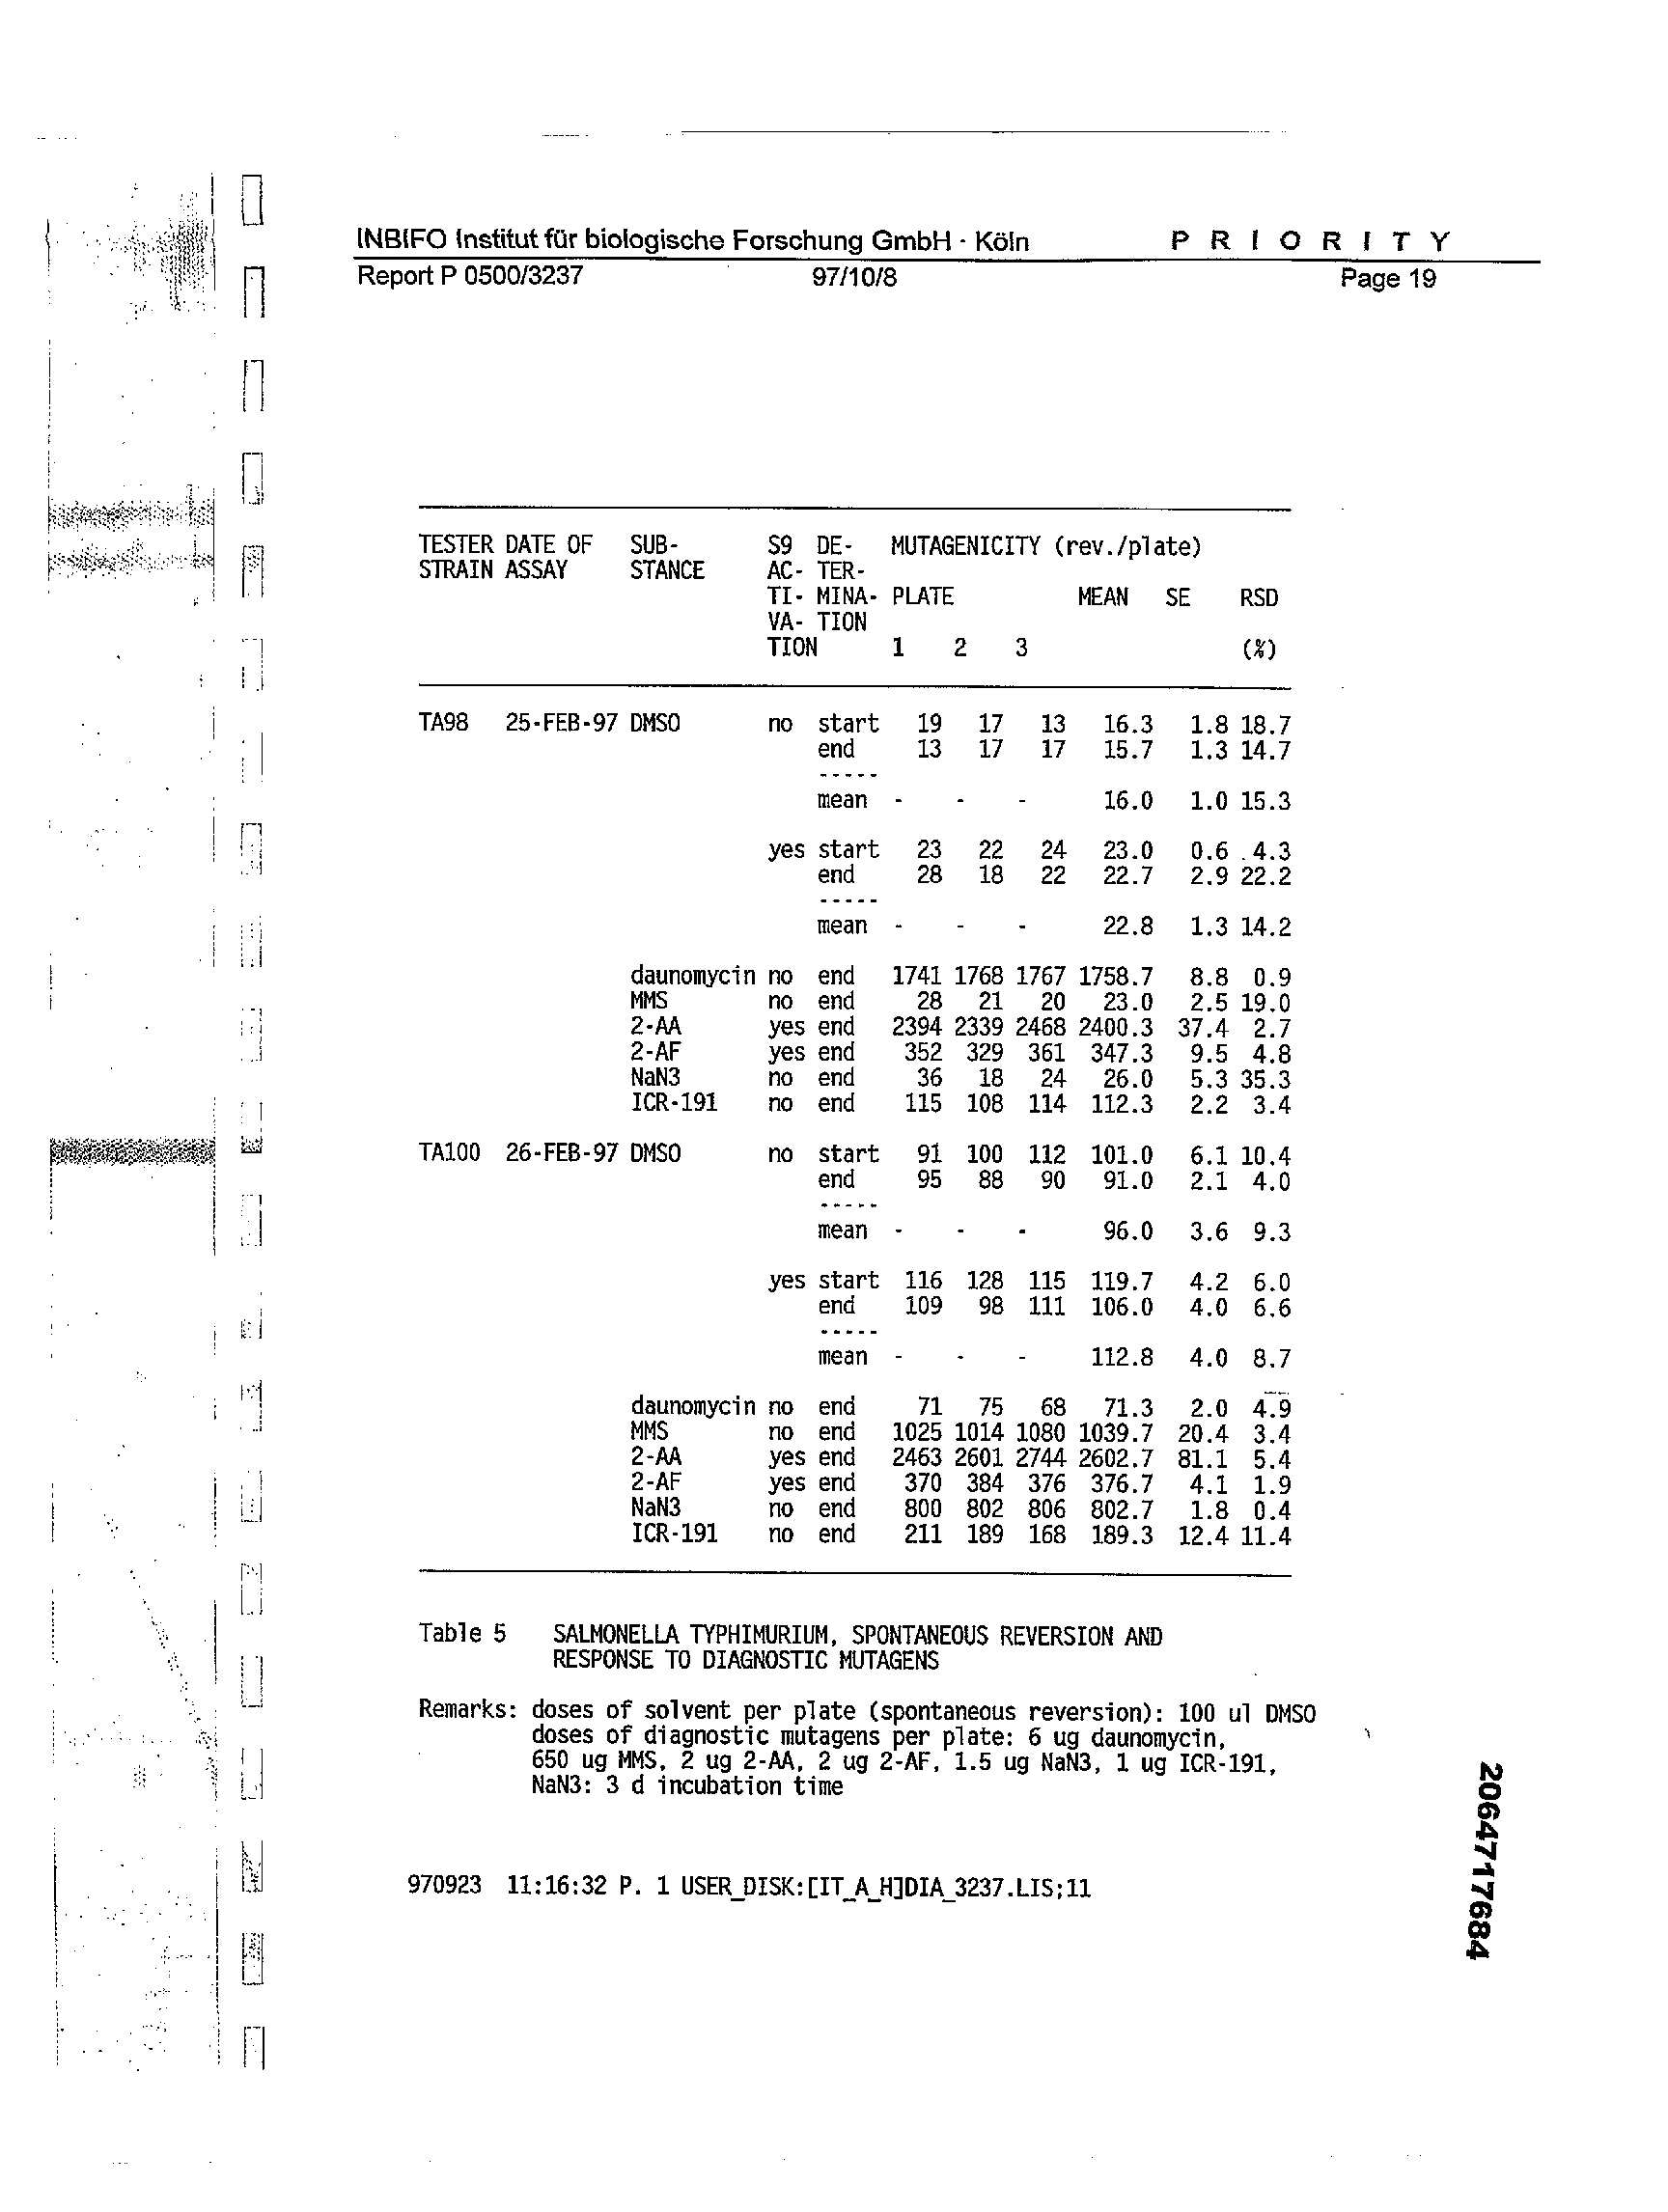 INBIFO Institut für biologische Forschung GmbH · Köln P R I O R I T Y
Report P 0500/3237 97/10/8 Page 19
TESTER DATE OF SUB- S9 DE- MUTAGENICITY (rev./plate)
STRAIN ASSAY STANCE AC- TER-
TI- MINA- PLATE MEAN SE RSD
VA- TION
TION 1 2 3 (%)
TA98 25-FEB-97 DMSO no start 19 17 13 16.3 1.8 18.7
end 13 17 17 15.7 1.3 14.7
-----
mean - - - 16.0 1.0 15.3
yes start 23 22 24 23.0 0.6 4.3
end 28 18 22 22.7 2.9 22.2
-----
mean - - - 22.8 1.3 14.2
daunomycin no end 1741 1768 1767 1758.7 8.8 0.9
MMS no end 28 21 20 23.0 2.5 19.0
2-AA yes end 2394 2339 2468 2400.3 37.4 2.7
2-AF yes end 352 329 361 347.3 9.5 4.8
NaN3 no end 36 18 24 26.0 5.3 35.3
ICR-191 no end 115 108 114 112.3 2.2 3.4
TA100 26-FEB-97 DMSO no start 91 100 112 101.0 6.1 10.4
end 95 88 90 91.0 2.1 4.0
-----
mean - - - 96.0 3.6 9.3
yes start 116 128 115 119.7 4.2 6.0
end 109 98 111 106.0 4.0 6.6
-----
mean - - - 112.8 4.0 8.7
daunomycin no end 71 75 68 71.3 2.0 4.9
MMS no end 1025 1014 1080 1039.7 20.4 3.4
2-AA yes end 2463 2601 2744 2602.7 81.1 5.4
2-AF yes end 370 384 376 376.7 4.1 1.9
NaN3 no end 800 802 806 802.7 1.8 0.4
ICR-191 no end 211 189 168 189.3 12.4 11.4
Table 5 SALMONELLA TYPHIMURIUM, SPONTANEOUS REVERSION AND
RESPONSE TO DIAGNOSTIC MUTAGENS
Remarks: doses of solvent per plate (spontaneous reversion): 100 ul DMSO
doses of diagnostic mutagens per plate: 6 ug daunomycin,
650 ug MMS, 2 ug 2-AA, 2 ug 2-AF, 1.5 ug NaN3, 1 ug ICR-191,
NaN3: 3 d incubation time
970923 11:16:32 P. 1 USER_DISK:[IT_A_H]DIA_3237.LIS;11
2064717684